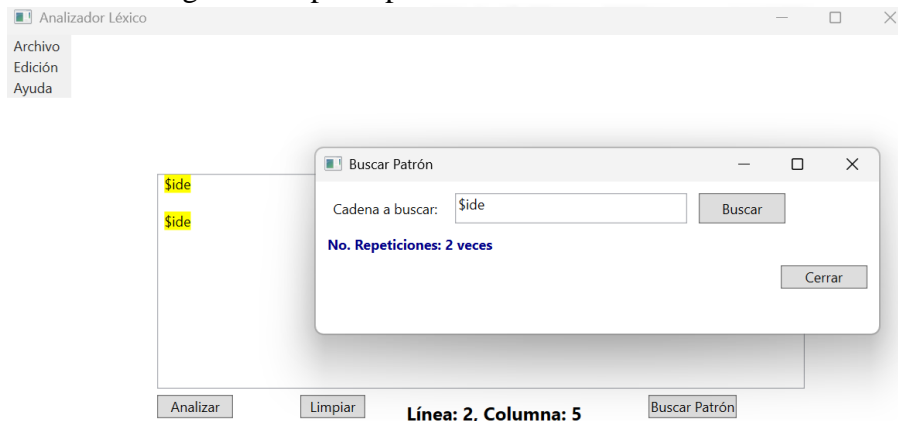 Analizador Léxico
Archivo
Edición
Ayuda
Buscar Patrón
$ide
Cadena a buscar: $ide Buscar
$ide
No. Repeticiones: 2 veces
Cerrar
Analizar Limpiar Línea: 2, Columna: 5 Buscar Patrón